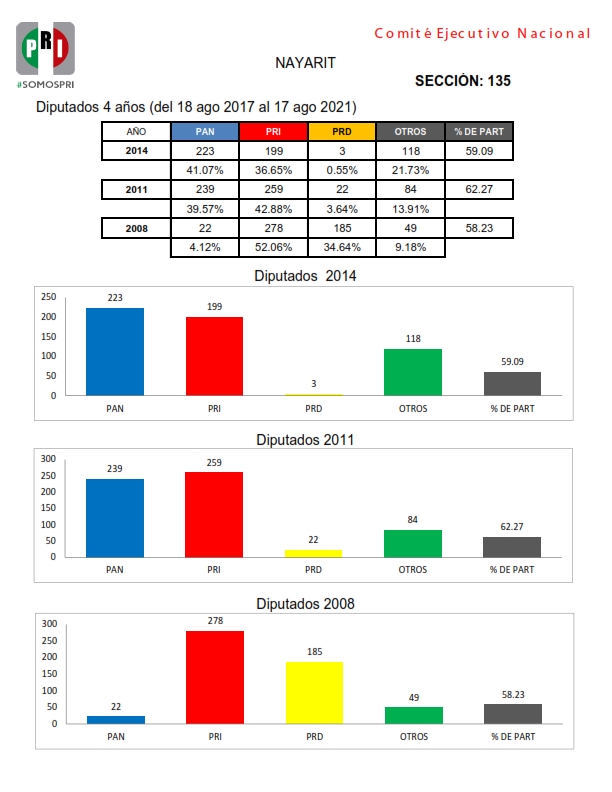 Comité Ejecutivo Nacional
PRI
#SOMOSPRI
NAYARIT
SECCIÓN: 135
Diputados 4 años (del 18 ago 2017 al 17 ago 2021)
AÑO PAN PRI PRD OTROS % DE PART
2014 223 199 3 118 59.09
41.07% 36.65% 0.55% 21.73%
2011 239 259 22 84 62.27
39.57% 42.88% 3.64% 13.91%
2008 22 278 185 49 58.23
4.12% 52.06% 34.64% 9.18%
Diputados 2014
250
200
150
100
50
0
223
199
3
118
59.09
PAN PRI PRD OTROS % DE PART
Diputados 2011
300
250
200
150
100
50
0
239
259
22
84
62.27
PAN PRI PRD OTROS % DE PART
Diputados 2008
300
250
200
150
100
50
0
22
278
185
49
58.23
PAN PRI PRD OTROS % DE PART